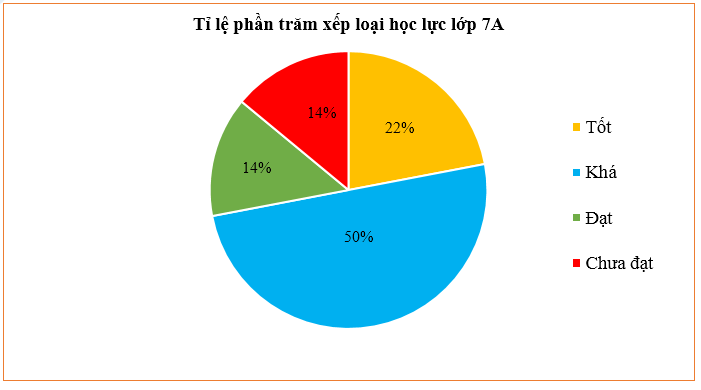 Tỉ lệ phần trăm xếp loại học lực lớp 7A
14%
22%
14%
50%
Tốt
Khá
Đạt
Chưa đạt